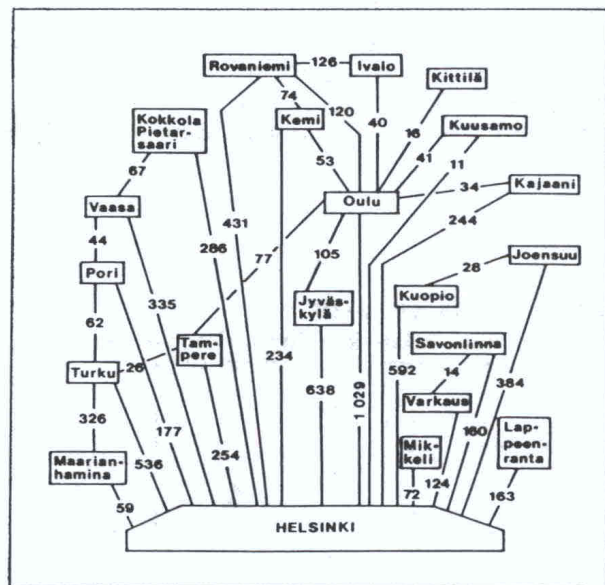 Rovaniemi
126
Ivalo
Kittilä
74
120
Kokkola
Pietar-
saari
Kemi
40
16
Kuusamo
67
53
41
11
Vaasa
Oulu
34
Kajaani
431
286
77
244
44
105
Joensuu
Pori
28
Kuopio
335
Jyväs-
kylä
62
Tam-
pere
Savonlinna
26
234
592
14
384
Turku
638
1 029
Varkaus
326
177
254
160
Lap-
peen-
ranta
Maarian-
hamina
536
Mik-
keli
124
72
163
59
HELSINKI